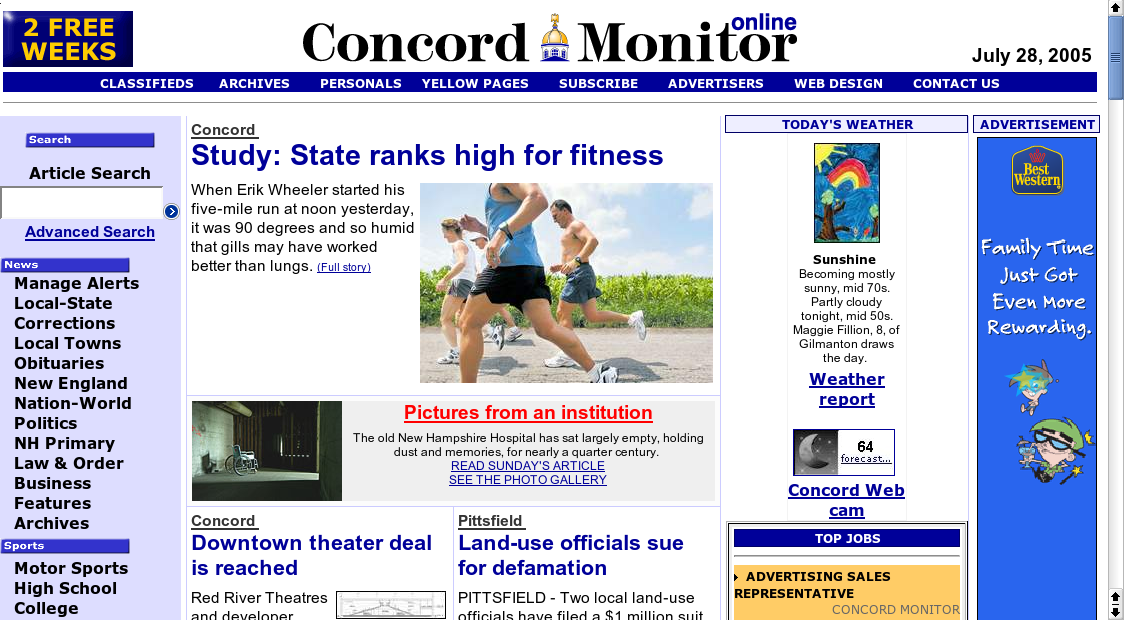 2 FREE
WEEKS
Concord Monitor
online
July 28, 2005
CLASSIFIEDS ARCHIVES PERSONALS YELLOW PAGES SUBSCRIBE ADVERTISERS WEB DESIGN CONTACT US
Search
Article Search
Advanced Search
News
Manage Alerts
Local-State
Corrections
Local Towns
Obituaries
New England
Nation-World
Politics
NH Primary
Law & Order
Business
Features
Archives
Sports
Motor Sports
High School
College
Concord
Study: State ranks high for fitness
When Erik Wheeler started his
five-mile run at noon yesterday,
it was 90 degrees and so humid
that gills may have worked
better than lungs. (Full story)
Pictures from an institution
The old New Hampshire Hospital has sat largely empty, holding
dust and memories, for nearly a quarter century.
READ SUNDAY'S ARTICLE
SEE THE PHOTO GALLERY
Concord
Downtown theater deal
is reached
Red River Theatres
and developer
Pittsfield
Land-use officials sue
for defamation
PITTSFIELD - Two local land-use
officials have filed a $1 million suit
TODAY'S WEATHER
Sunshine
Becoming mostly
sunny, mid 70s.
Partly cloudy
tonight, mid 50s.
Maggie Fillion, 8, of
Gilmanton draws
the day.
Weather
report
64
forecast...
Concord Web
cam
TOP JOBS
ADVERTISING SALES
REPRESENTATIVE
CONCORD MONITOR
ADVERTISEMENT
Best
Western
Family Time
Just Got
Even More
Rewarding.